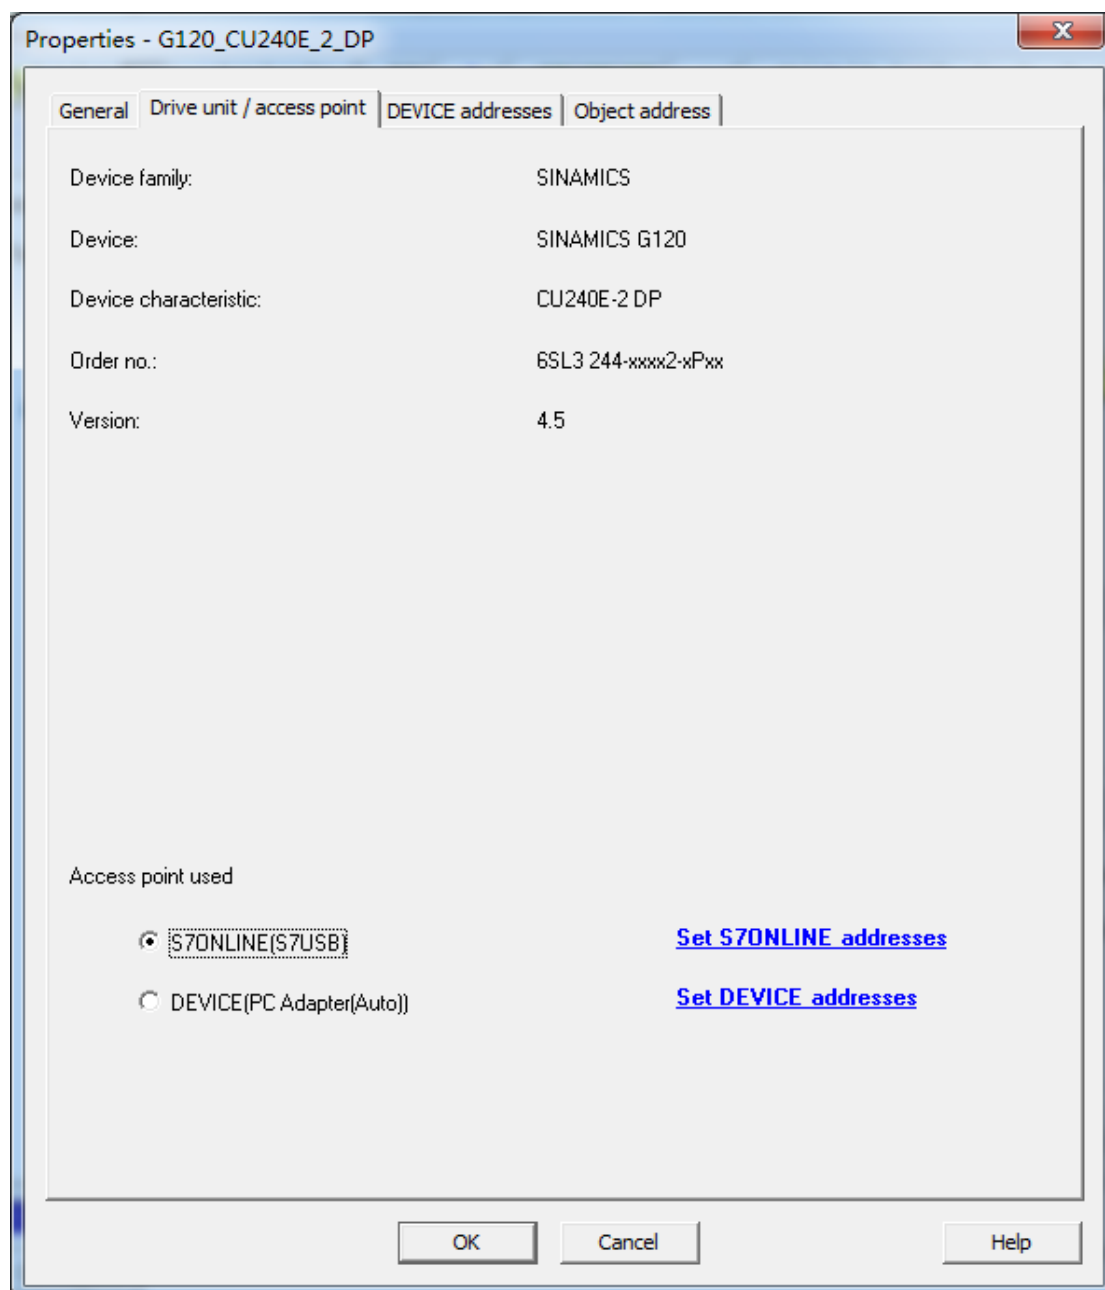 Properties - G120_CU240E_2_DP
General Drive unit / access point DEVICE addresses Object address
Device family: SINAMICS
Device: SINAMICS G120
Device characteristic: CU240E-2 DP
Order no.: 6SL3 244-xxxx2-xPxx
Version: 4.5
Access point used
S7ONLINE(S7USB) Set S7ONLINE addresses
DEVICE(PC Adapter(Auto)) Set DEVICE addresses
OK Cancel Help